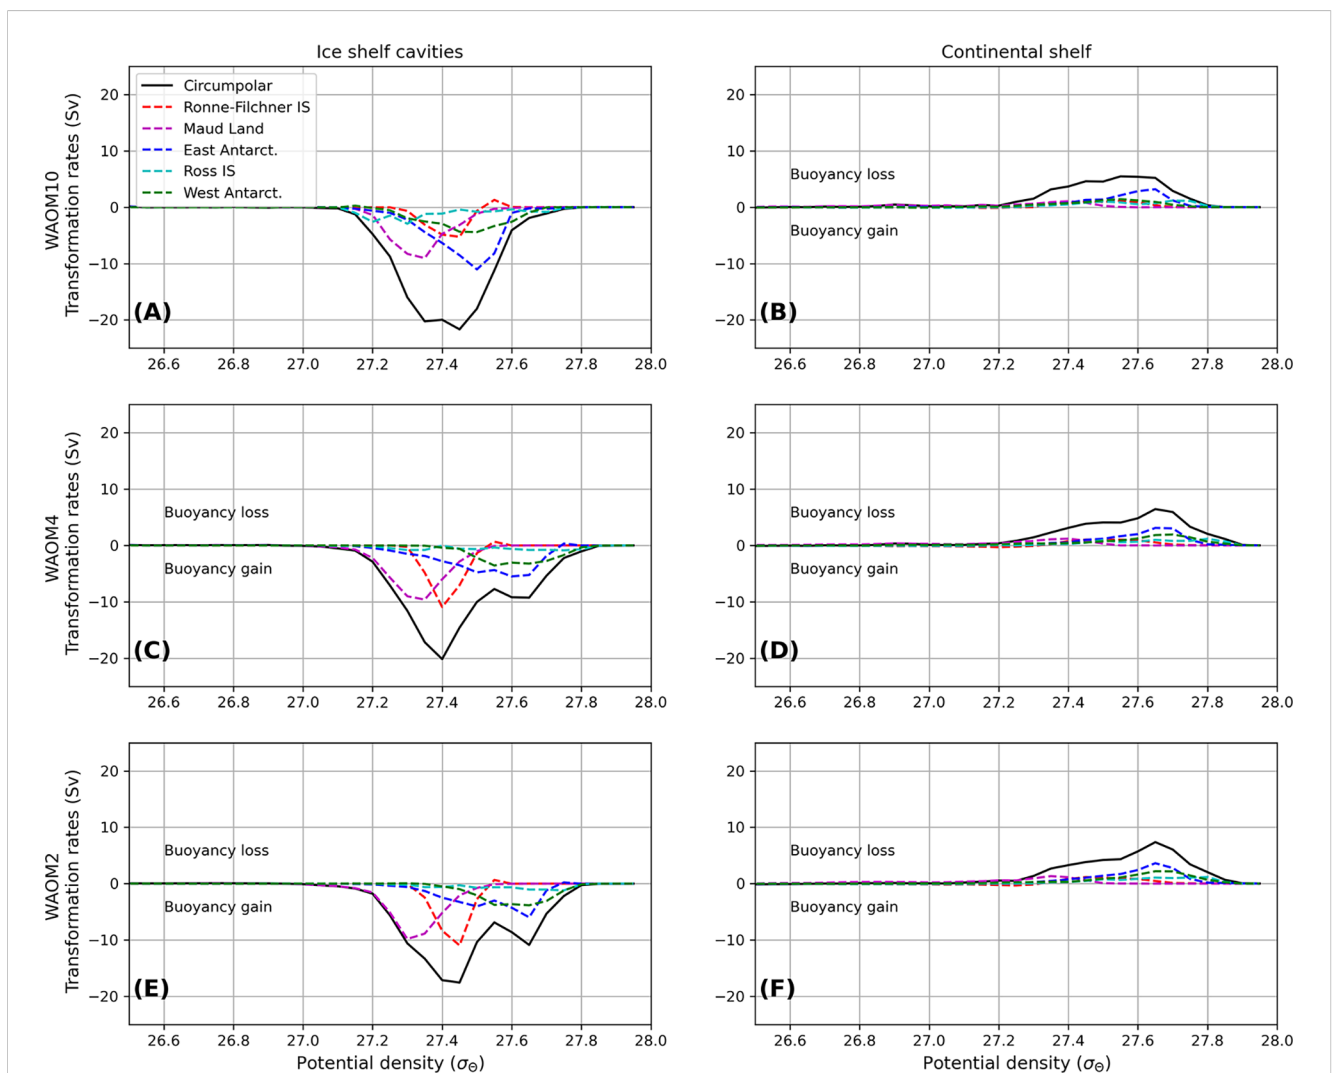 Ice shelf cavities
Continental shelf
WAOM10
Transformation rates (Sv)
20
10
0
−10
−20
Circumpolar
Ronne-Filchner IS
Maud Land
East Antarct.
Ross IS
West Antarct.
(A)
26.6 26.8 27.0 27.2 27.4 27.6 27.8 28.0
20
10
0
−10
−20
Buoyancy loss
Buoyancy gain
(B)
26.6 26.8 27.0 27.2 27.4 27.6 27.8 28.0
WAOM4
Transformation rates (Sv)
20
10
0
−10
−20
Buoyancy loss
Buoyancy gain
(C)
26.6 26.8 27.0 27.2 27.4 27.6 27.8 28.0
20
10
0
−10
−20
Buoyancy loss
Buoyancy gain
(D)
26.6 26.8 27.0 27.2 27.4 27.6 27.8 28.0
WAOM2
Transformation rates (Sv)
20
10
0
−10
−20
Buoyancy loss
Buoyancy gain
(E)
26.6 26.8 27.0 27.2 27.4 27.6 27.8 28.0
Potential density (σΘ)
20
10
0
−10
−20
Buoyancy loss
Buoyancy gain
(F)
26.6 26.8 27.0 27.2 27.4 27.6 27.8 28.0
Potential density (σΘ)